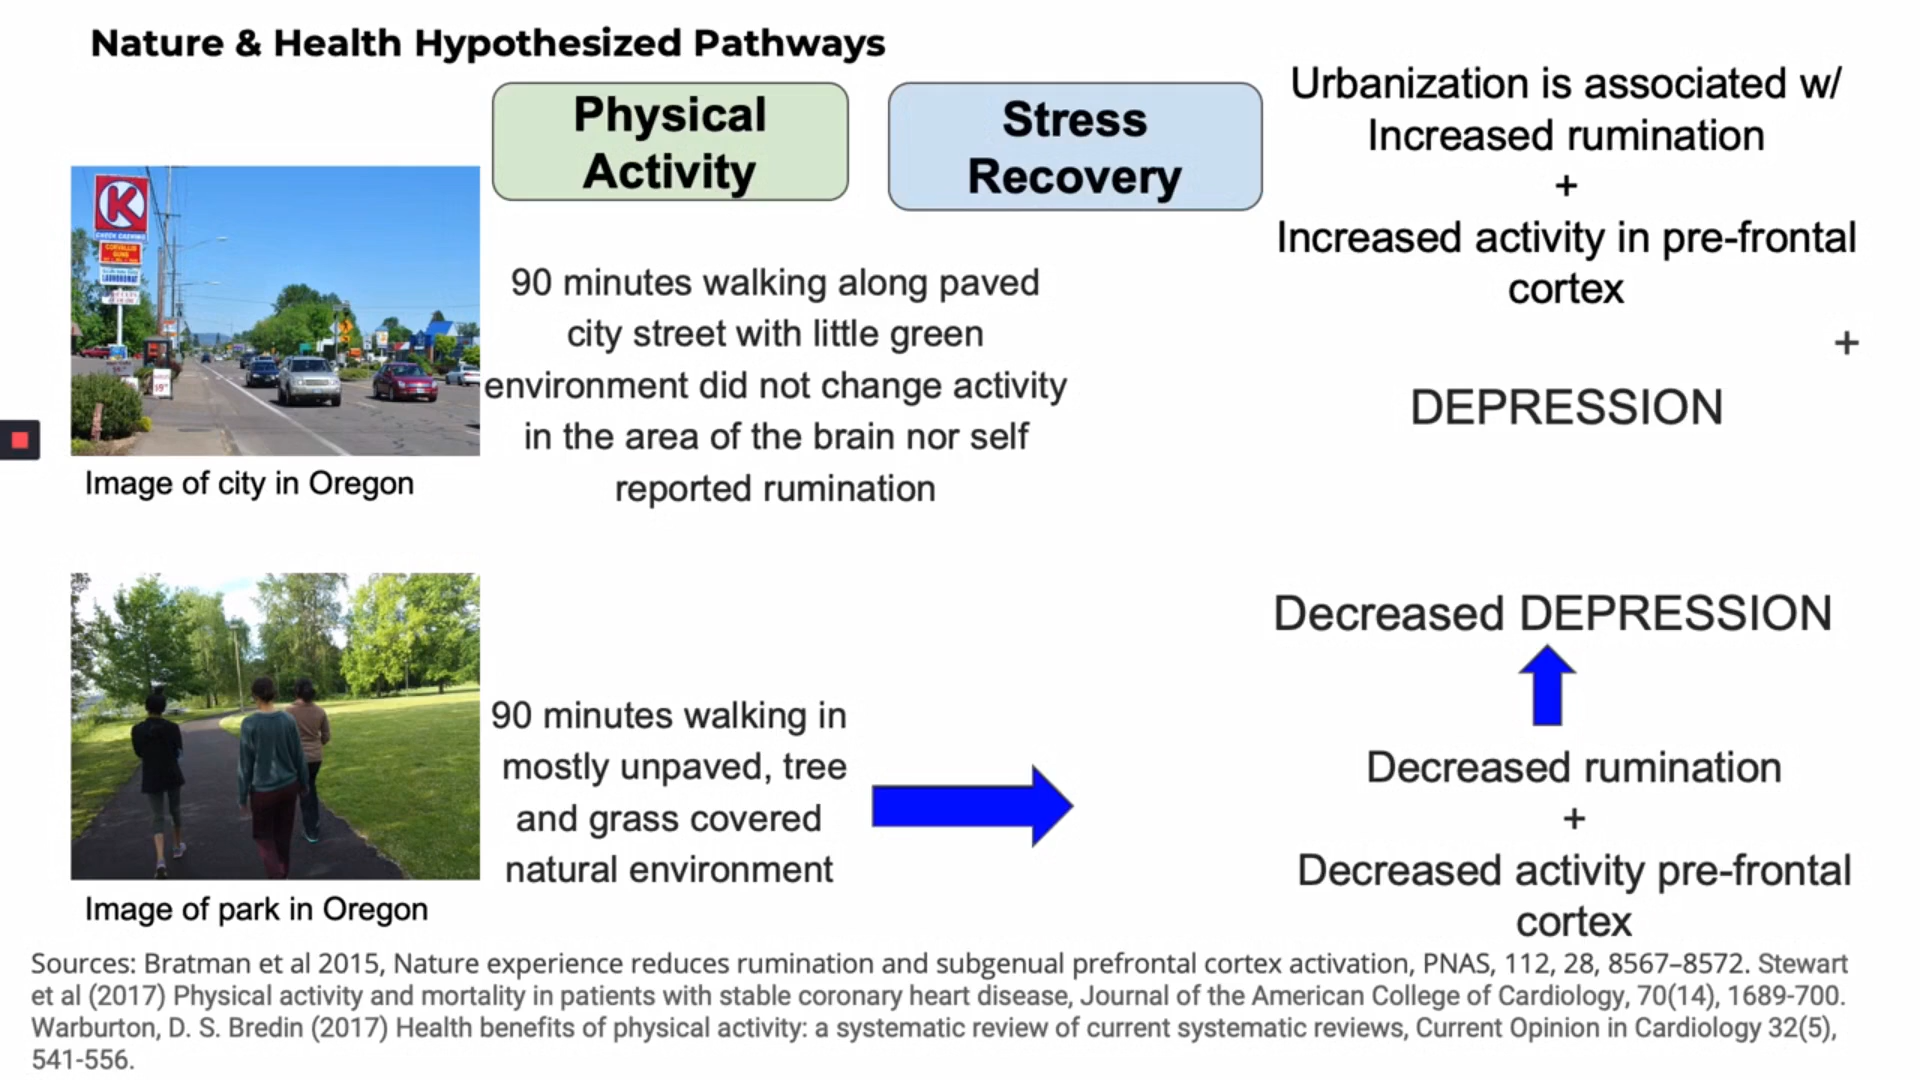 Nature & Health Hypothesized Pathways
Physical
Activity
Stress
Recovery
Urbanization is associated w/
Increased rumination
+
Increased activity in pre-frontal
cortex
+
DEPRESSION
K
CHECK CASHING
CORVALLIS
GUNS
LAUNDROMAT
90 minutes walking along paved
city street with little green
environment did not change activity
in the area of the brain nor self
reported rumination
Image of city in Oregon
90 minutes walking in
mostly unpaved, tree
and grass covered
natural environment
Decreased DEPRESSION
Decreased rumination
+
Decreased activity pre-frontal
cortex
Image of park in Oregon
Sources: Bratman et al 2015, Nature experience reduces rumination and subgenual prefrontal cortex activation, PNAS, 112, 28, 8567–8572. Stewart
et al (2017) Physical activity and mortality in patients with stable coronary heart disease, Journal of the American College of Cardiology, 70(14), 1689-700.
Warburton, D. S. Bredin (2017) Health benefits of physical activity: a systematic review of current systematic reviews, Current Opinion in Cardiology 32(5),
541-556.